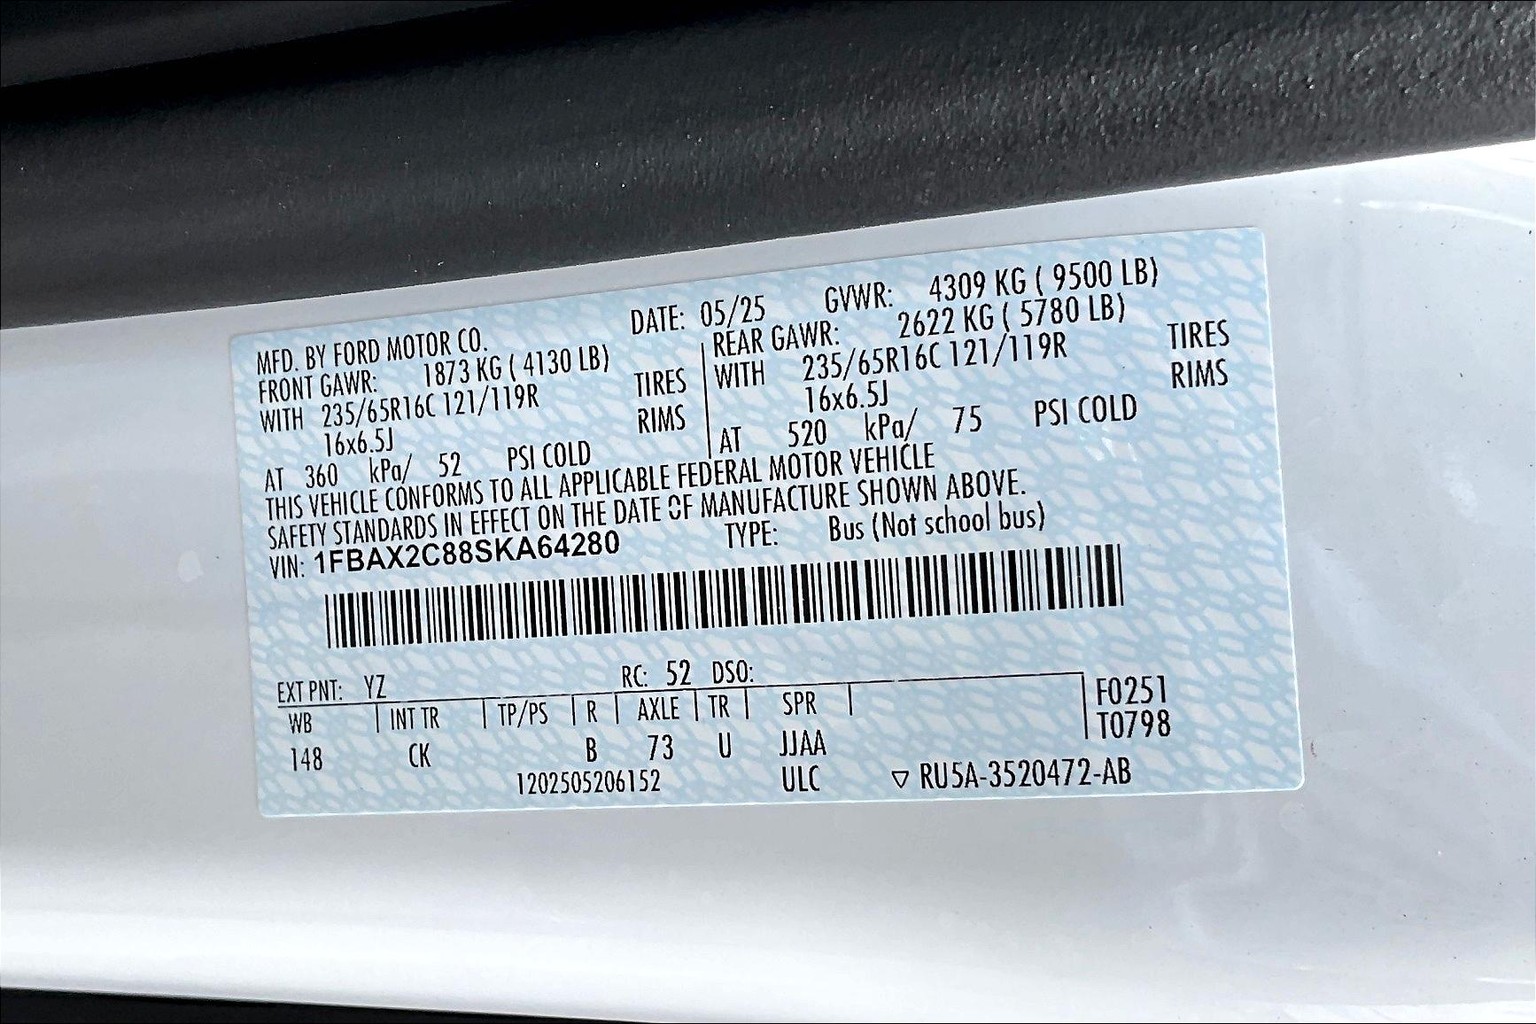 MFD. BY FORD MOTOR CO. DATE: 05/25 GVWR: 4309 KG ( 9500 LB)
FRONT GAWR: 1873 KG ( 4130 LB) REAR GAWR: 2622 KG ( 5780 LB)
WITH 235/65R16C 121/119R TIRES WITH 235/65R16C 121/119R TIRES
16x6.5J RIMS 16x6.5J RIMS
AT 360 kPa/ 52 PSI COLD AT 520 kPa/ 75 PSI COLD
THIS VEHICLE CONFORMS TO ALL APPLICABLE FEDERAL MOTOR VEHICLE
SAFETY STANDARDS IN EFFECT ON THE DATE OF MANUFACTURE SHOWN ABOVE.
VIN: 1FBAX2C88SKA64280 TYPE: Bus (Not school bus)
EXT PNT: YZ RC: 52 DSO:
WB INT TR TP/PS R AXLE TR SPR F0251
T0798
148 CK B 73 U JJAA
1202505206152 ULC ▽ RU5A-3520472-AB